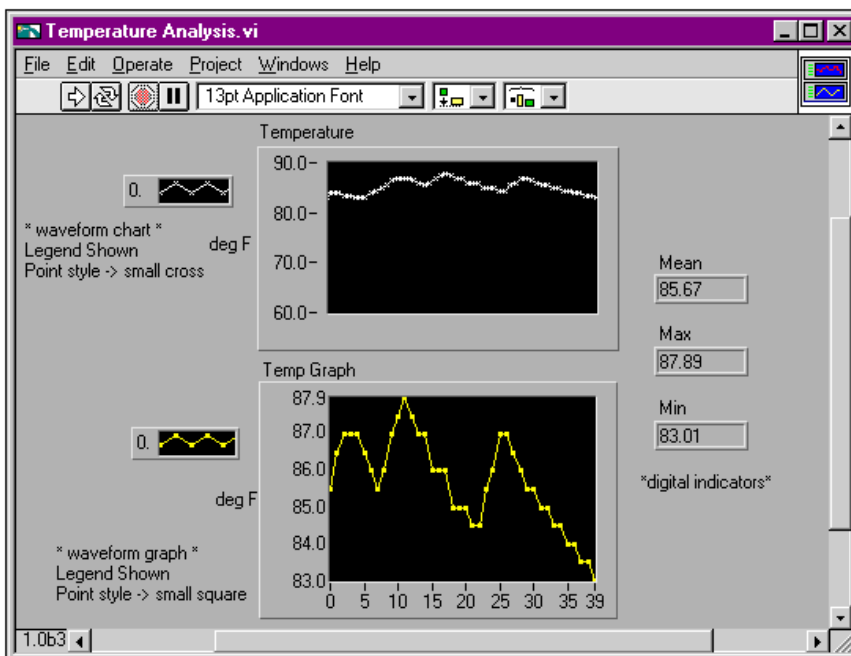 Temperature Analysis.vi
File Edit Operate Project Windows Help
13pt Application Font
Temperature
0.
* waveform chart *
Legend Shown
Point style -> small cross
deg F
90.0
80.0
70.0
60.0
Mean
85.67
Max
87.89
Min
83.01
*digital indicators*
Temp Graph
0.
deg F
* waveform graph *
Legend Shown
Point style -> small square
87.9
87.0
86.0
85.0
84.0
83.0
0 5 10 15 20 25 30 35 39
1.0b3